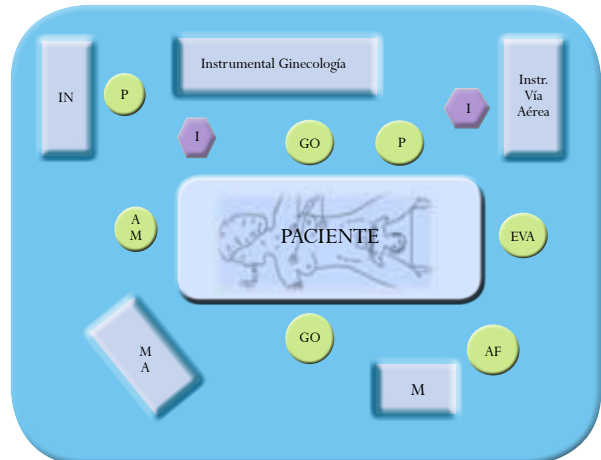 Instrumental Ginecología
Instr.
Vía
Aérea
IN
P
I
I
GO
P
A
M
PACIENTE
EVA
M
A
GO
AF
M